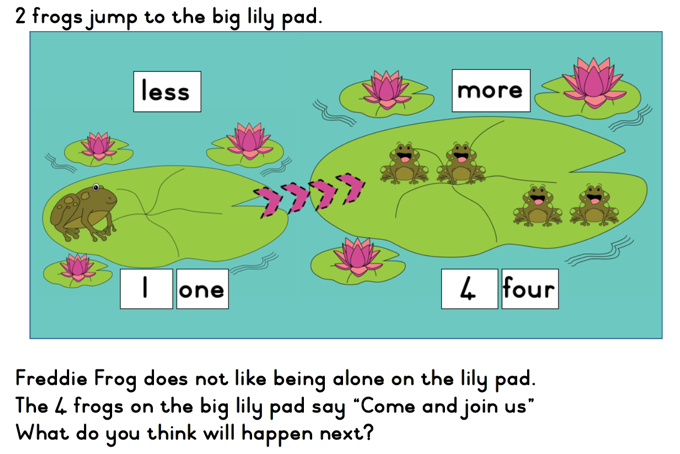 2 frogs jump to the big lily pad.
less
more
1 one
4 four
Freddie Frog does not like being alone on the lily pad.
The 4 frogs on the big lily pad say “Come and join us”
What do you think will happen next?